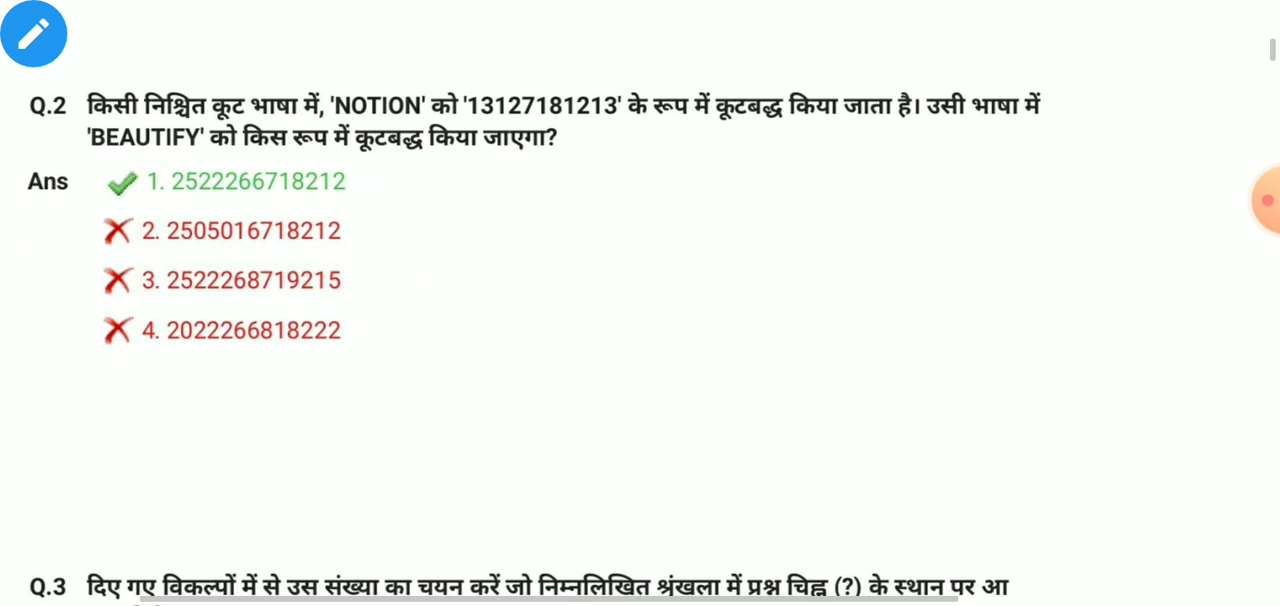 Q.2 किसी निश्चित कूट भाषा में, 'NOTION' को '13127181213' के रूप में कूटबद्ध किया जाता है। उसी भाषा में
'BEAUTIFY' को किस रूप में कूटबद्ध किया जाएगा?
Ans 1. 2522266718212
2. 2505016718212
3. 2522268719215
4. 2022266818222
Q.3 दिए गए विकल्पों में से उस संख्या का चयन करें जो निम्नलिखित श्रंखला में प्रश्न चिह्न (?) के स्थान पर आ